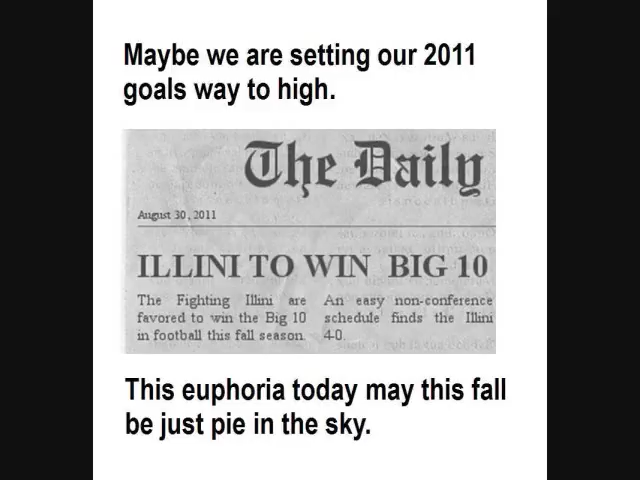 Maybe we are setting our 2011
goals way to high.
The Daily
August 30, 2011
ILLINI TO WIN BIG 10
The Fighting Illini are
favored to win the Big 10
in football this fall season.
An easy non-conference
schedule finds the Illini
4-0.
This euphoria today may this fall
be just pie in the sky.